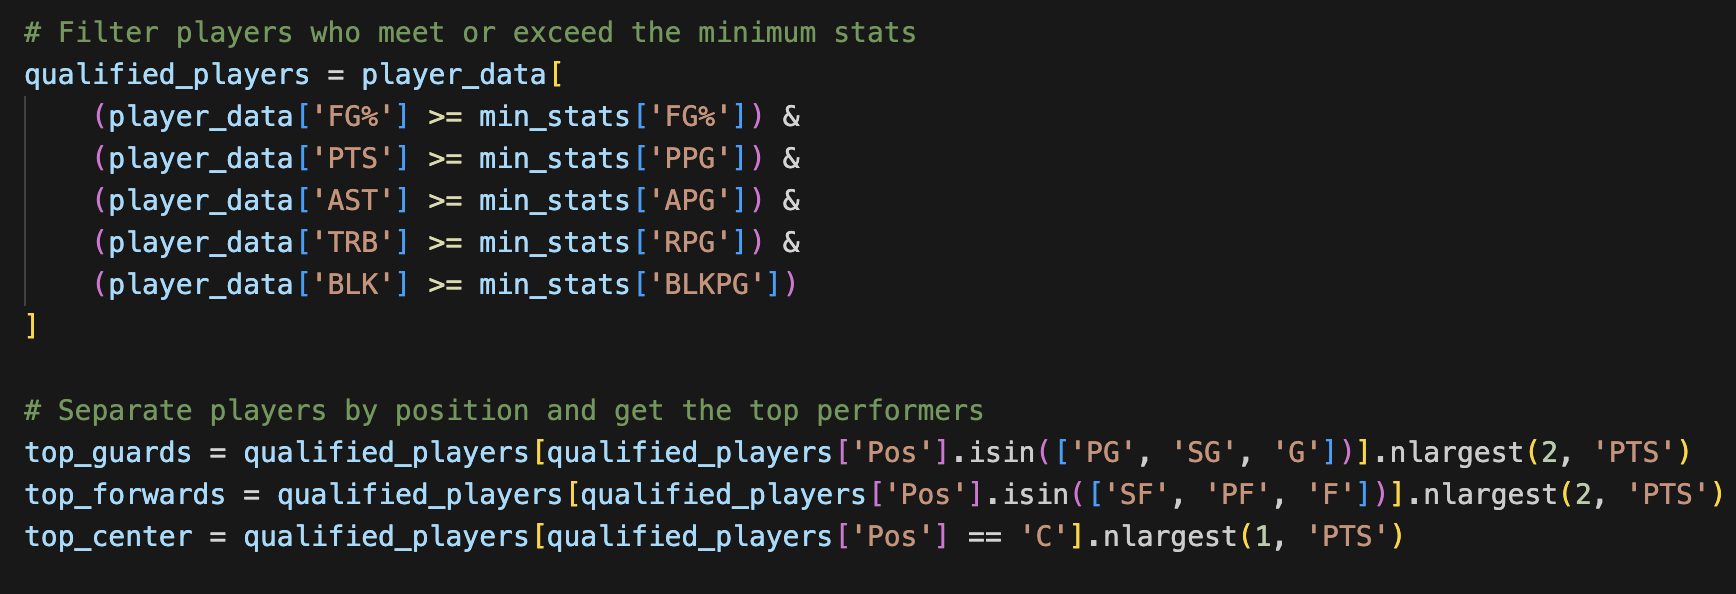 # Filter players who meet or exceed the minimum stats
qualified_players = player_data[
    (player_data['FG%'] >= min_stats['FG%']) &
    (player_data['PTS'] >= min_stats['PPG']) &
    (player_data['AST'] >= min_stats['APG']) &
    (player_data['TRB'] >= min_stats['RPG']) &
    (player_data['BLK'] >= min_stats['BLKPG'])
]

# Separate players by position and get the top performers
top_guards = qualified_players[qualified_players['Pos'].isin(['PG', 'SG', 'G'])].nlargest(2, 'PTS')
top_forwards = qualified_players[qualified_players['Pos'].isin(['SF', 'PF', 'F'])].nlargest(2, 'PTS')
top_center = qualified_players[qualified_players['Pos'] == 'C'].nlargest(1, 'PTS')